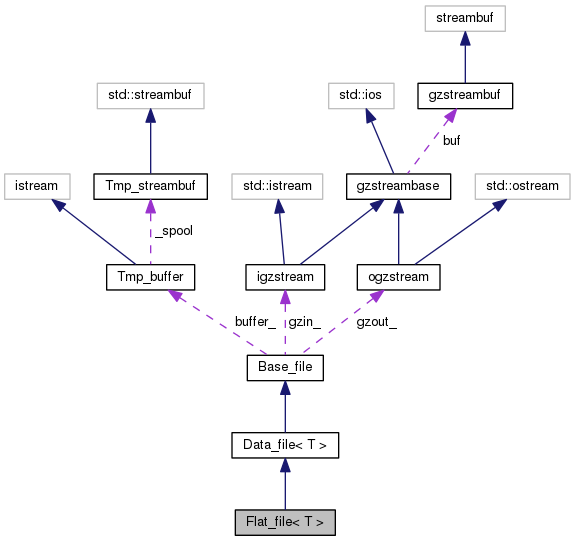 streambuf
std::streambuf
std::ios
gzstreambuf
buf
istream
Tmp_streambuf
std::istream
gzstreambase
std::ostream
_spool
Tmp_buffer
igzstream
ogzstream
buffer_
gzin_
gzout_
Base_file
Data_file< T >
Flat_file< T >